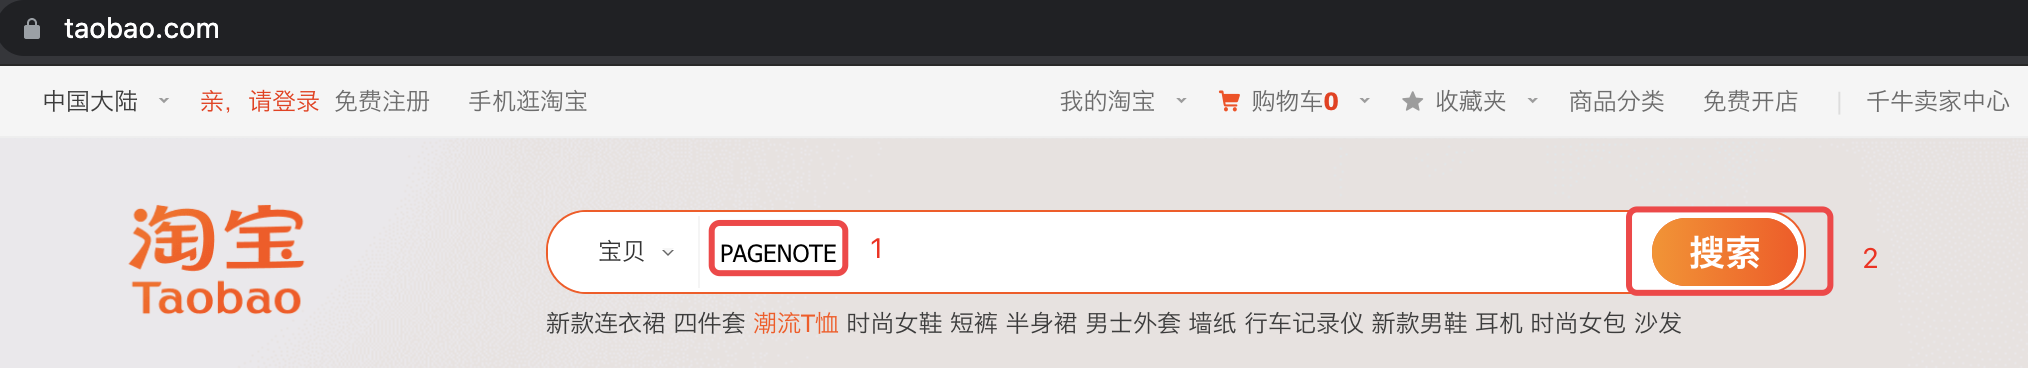 taobao.com
中国大陆 亲，请登录 免费注册 手机逛淘宝 我的淘宝 购物车0 收藏夹 商品分类 免费开店 | 千牛卖家中心
淘宝
Taobao
宝贝 PAGENOTE 1 搜索 2
新款连衣裙 四件套 潮流T恤 时尚女鞋 短裤 半身裙 男士外套 墙纸 行车记录仪 新款男鞋 耳机 时尚女包 沙发